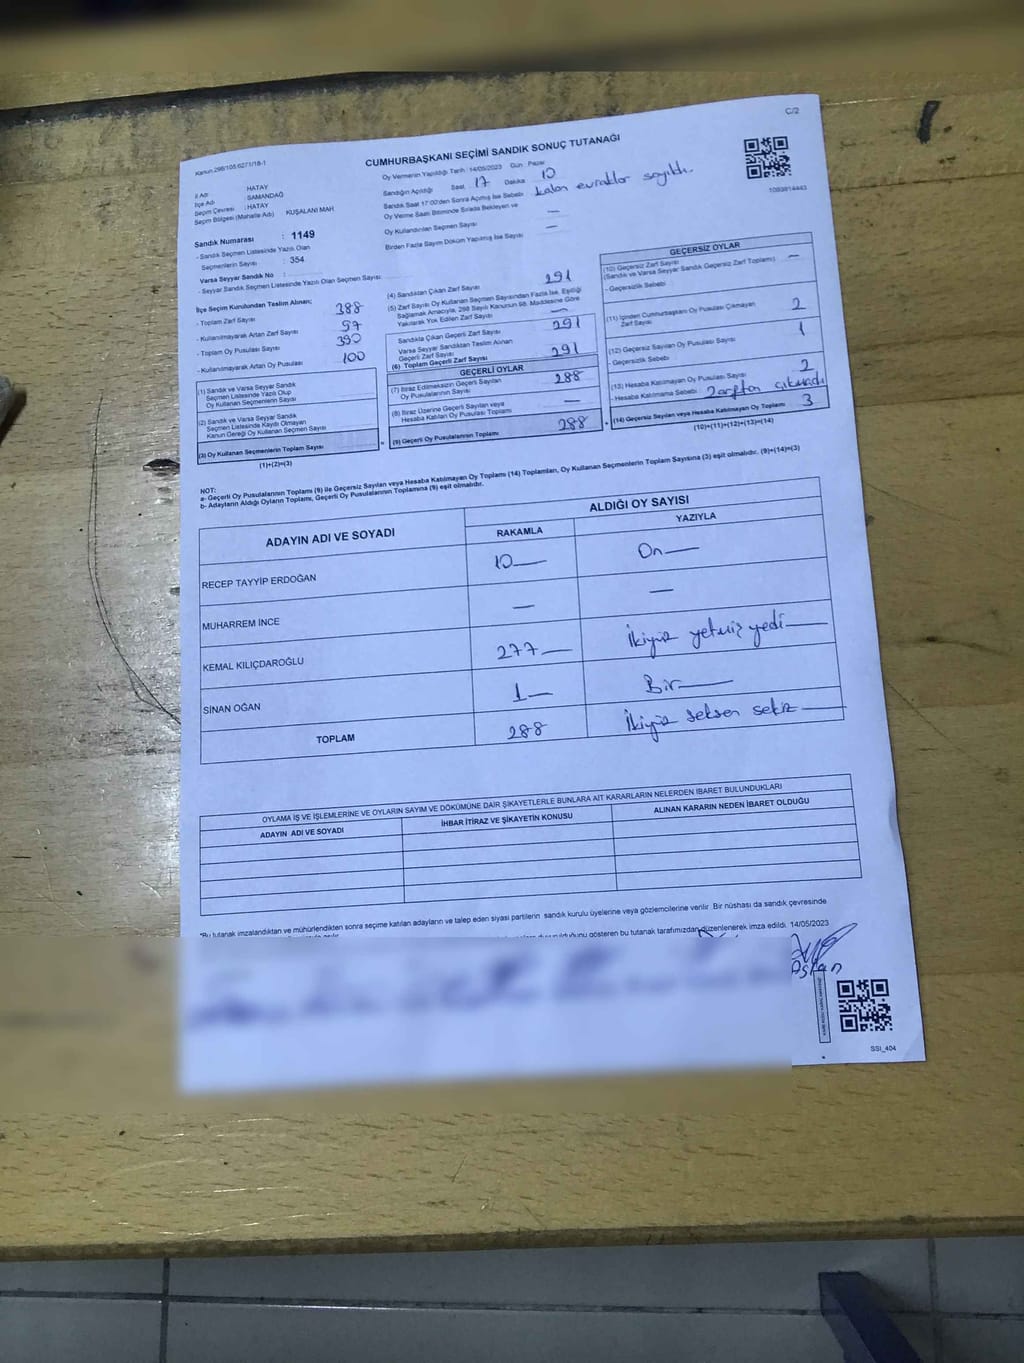 C/2
Kanun:298/105;6271/18-1
CUMHURBAŞKANI SEÇİMİ SANDIK SONUÇ TUTANAĞI
Oy Vermenin Yapıldığı Tarih : 14/05/2023 Gün : Pazar
İl Adı : HATAY
İlçe Adı : SAMANDAĞ
Seçim Çevresi : HATAY
Seçim Bölgesi (Mahalle Adı) KUŞALANI MAH
Sandığın Açıldığı Saat 17 Dakika 10
Sandık Saat 17:00'den Sonra Açılmış İse Sebebi kalan evraklar sayıldı.
Oy Verme Saati Bitiminde Sırada Bekleyen ve
Oy Kullandırılan Seçmen Sayısı —
Birden Fazla Sayım Döküm Yapılmış İse Sayısı —
1093814443
Sandık Numarası : 1149
- Sandık Seçmen Listesinde Yazılı Olan
Seçmenlerin Sayısı : 354
Varsa Seyyar Sandık No :
- Seyyar Sandık Seçmen Listesinde Yazılı Olan Seçmen Sayısı
İlçe Seçim Kurulundan Teslim Alınan;
- Toplam Zarf Sayısı 388
- Kullanılmayarak Artan Zarf Sayısı 97
- Toplam Oy Pusulası Sayısı 390
- Kullanılmayarak Artan Oy Pusulası 100
(1) Sandık ve Varsa Seyyar Sandık
Seçmen Listesinde Yazılı Olup
Oy Kullanan Seçmenlerin Sayısı
(2) Sandık ve Varsa Seyyar Sandık
Seçmen Listesinde Kayıtlı Olmayan
Kanun Gereği Oy Kullanan Seçmen Sayısı
(3) Oy Kullanan Seçmenlerin Toplam Sayısı
(1)+(2)=(3)
(4) Sandıktan Çıkan Zarf Sayısı 291
(5) Zarf Sayısı Oy Kullanan Seçmen Sayısından Fazla İse, Eşitliği
Sağlamak Amacıyla, 298 Sayılı Kanunun 98. Maddesine Göre
Yakılarak Yok Edilen Zarf Sayısı —
Sandıkta Çıkan Geçerli Zarf Sayısı 291
Varsa Seyyar Sandıktan Teslim Alınan
Geçerli Zarf Sayısı
(6) Toplam Geçerli Zarf Sayısı 291
GEÇERLİ OYLAR
(7) İtiraz Edilmeksizin Geçerli Sayılan
Oy Pusulalarının Sayısı 288
(8) İtiraz Üzerine Geçerli Sayılan veya
Hesaba Katılan Oy Pusulası Toplamı —
= (9) Geçerli Oy Pusulalarının Toplamı 288
GEÇERSİZ OYLAR
(10) Geçersiz Zarf Sayısı
(Sandık ve Varsa Seyyar Sandık Geçersiz Zarf Toplamı) —
- Geçersizlik Sebebi
(11) İçinden Cumhurbaşkanı Oy Pusulası Çıkmayan
Zarf Sayısı 2
(12) Geçersiz Sayılan Oy Pusulası Sayısı 1
- Geçersizlik Sebebi
(13) Hesaba Katılmayan Oy Pusulası Sayısı 2
- Hesaba Katılmama Sebebi
+ (14) Geçersiz Sayılan veya Hesaba Katılmayan Oy Toplamı 3
(10)+(11)+(12)+(13)=(14)
NOT:
a- Geçerli Oy Pusulalarının Toplamı (9) ile Geçersiz Sayılan veya Hesaba Katılmayan Oy Toplamı (14) Toplamları, Oy Kullanan Seçmenlerin Toplam Sayısına (3) eşit olmalıdır. (9)+(14)=(3)
b- Adayların Aldığı Oyların Toplamı, Geçerli Oy Pusulalarının Toplamına (9) eşit olmalıdır.
ADAYIN ADI VE SOYADI
ALDIĞI OY SAYISI
RAKAMLA YAZIYLA
RECEP TAYYİP ERDOĞAN 10— On—
MUHARREM İNCE — —
KEMAL KILIÇDAROĞLU 277— İkiyüz yetmiş yedi—
SİNAN OĞAN 1— Bir—
TOPLAM 288 İkiyüz seksen sekiz—
OYLAMA İŞ VE İŞLEMLERİNE VE OYLARIN SAYIM VE DÖKÜMÜNE DAİR ŞİKAYETLERLE BUNLARA AİT KARARLARIN NELERDEN İBARET BULUNDUKLARI
ADAYIN ADI VE SOYADI İHBAR İTİRAZ VE ŞİKAYETİN KONUSU ALINAN KARARIN NEDEN İBARET OLDUĞU
*Bu tutanak imzalandıktan ve mühürlendikten sonra seçime katılan adayların ve talep eden siyasi partilerin sandık kurulu üyelerine veya gözlemcilerine verilir. Bir nüshası da sandık çevresinde
gösteren bu tutanak tarafımızdan düzenlenerek imza edildi. 14/05/2023
SSI_404